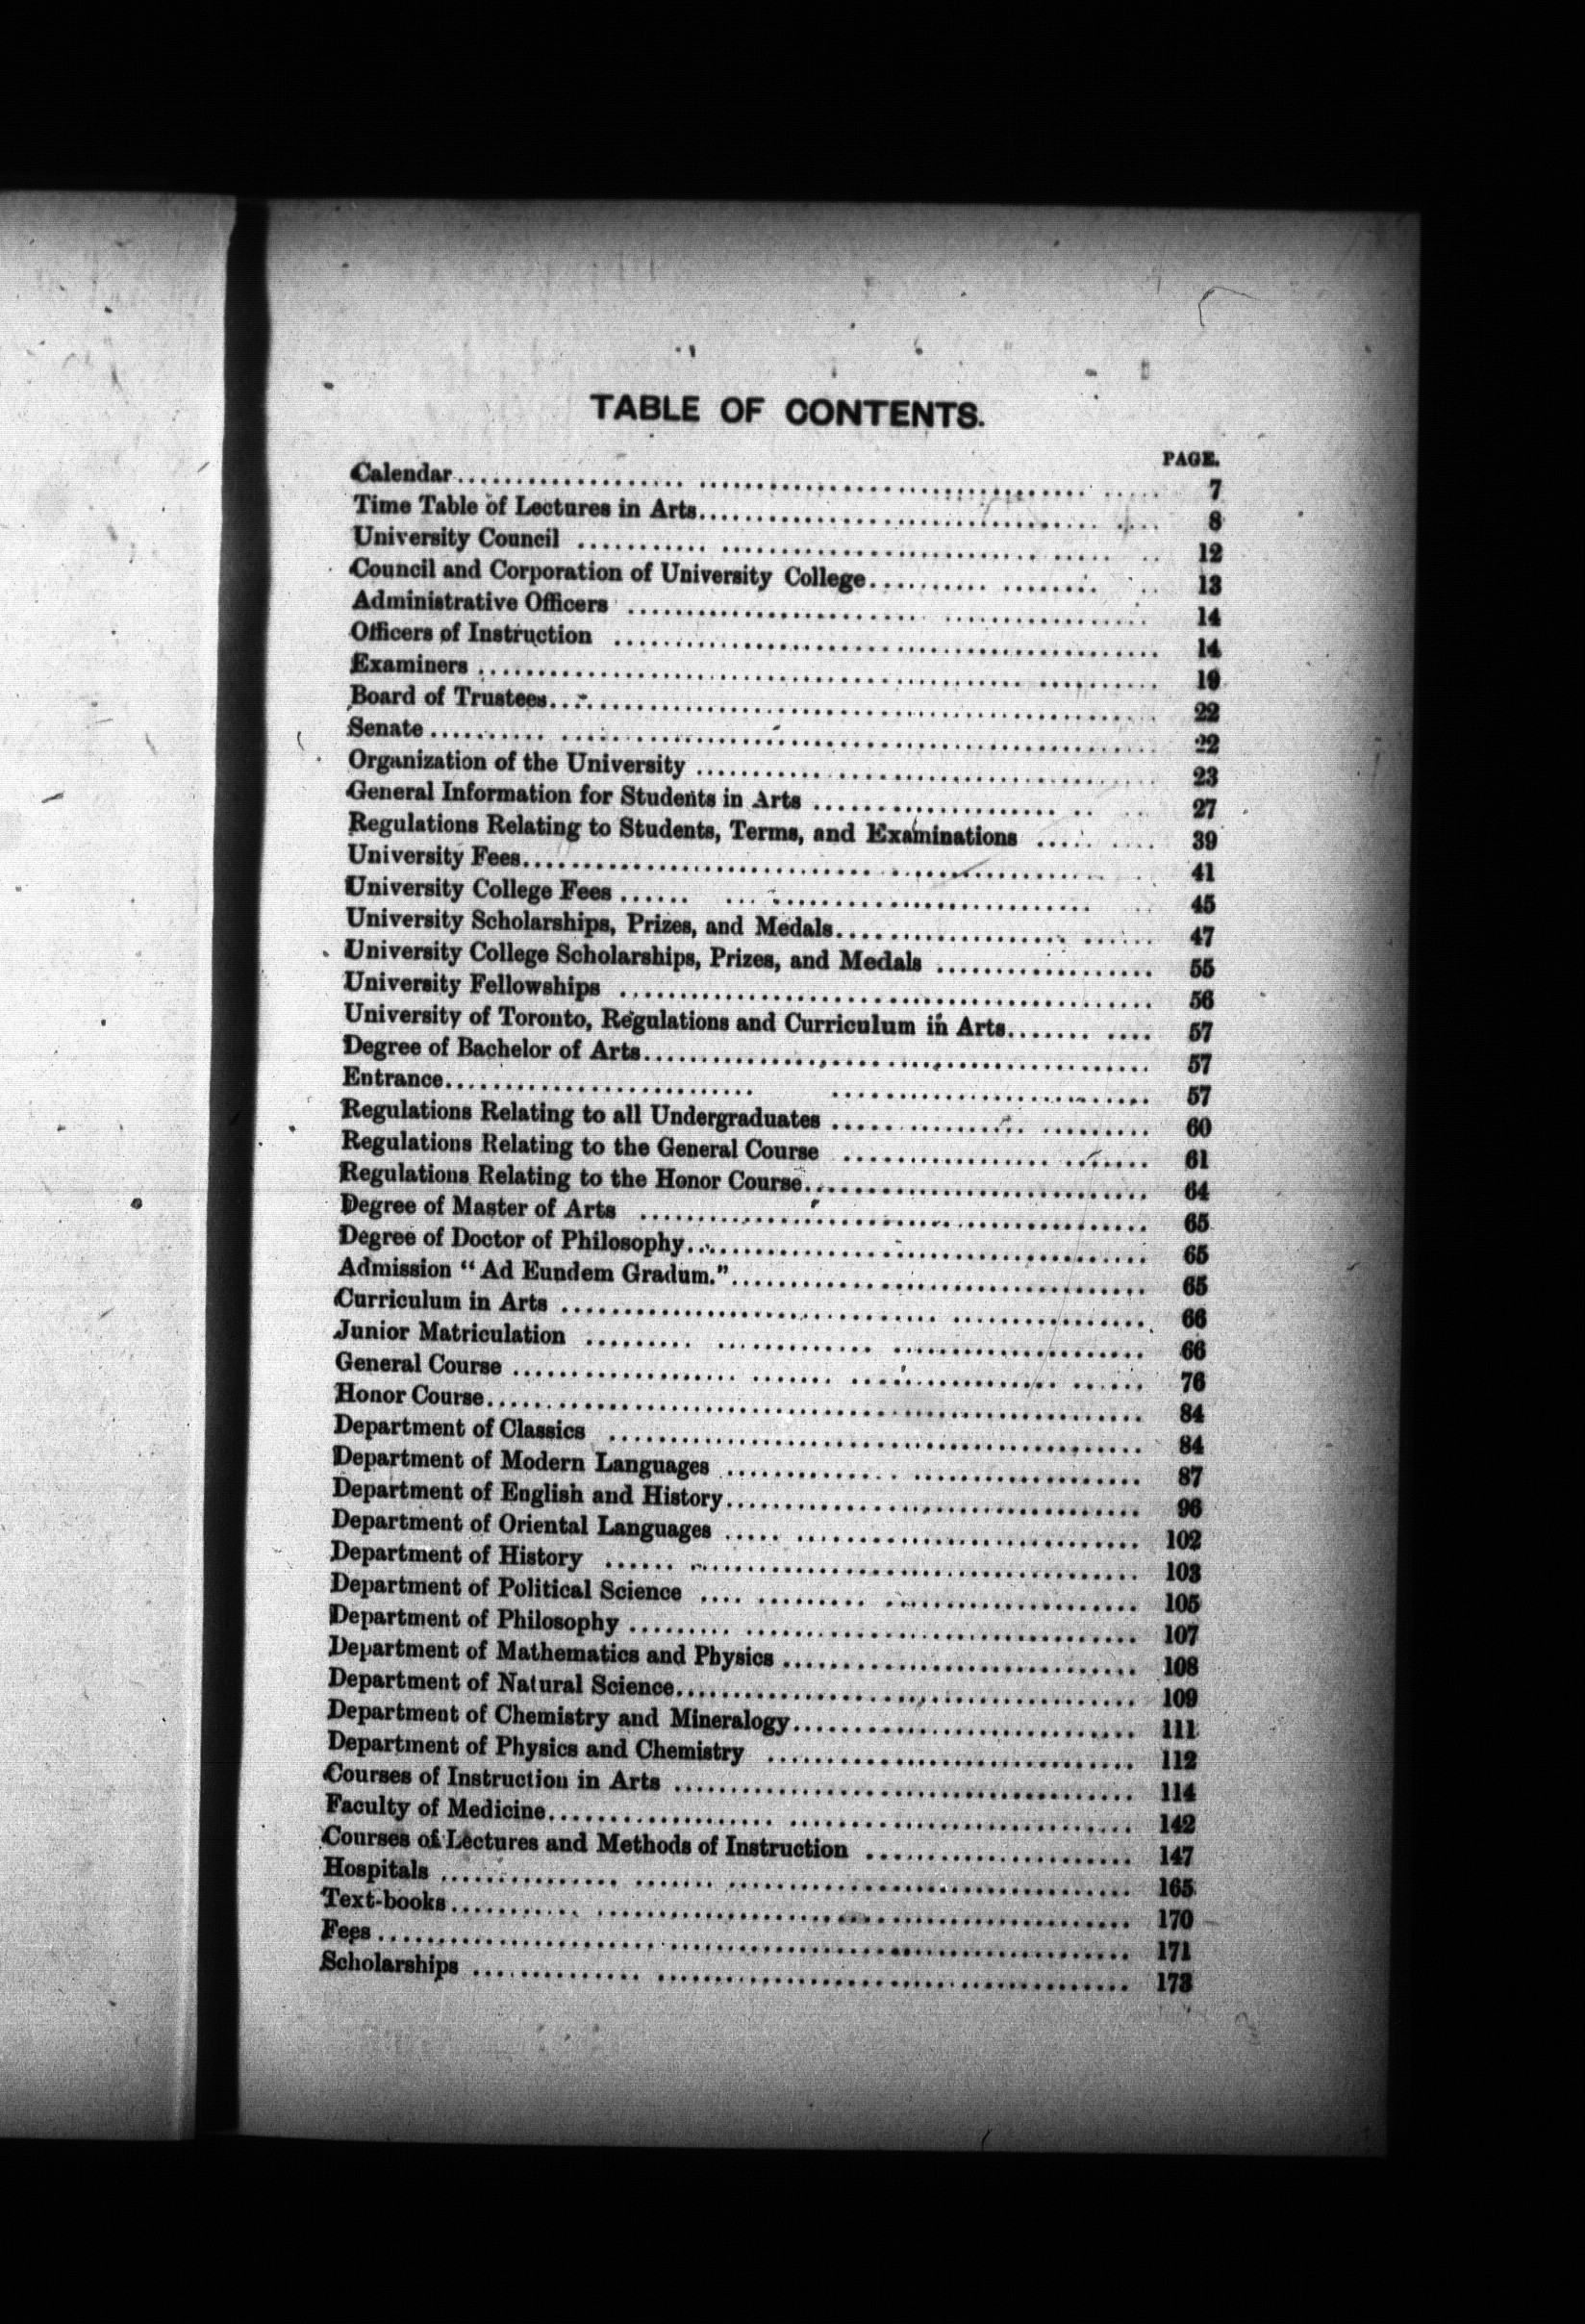 TABLE OF CONTENTS.
PAGE.
Calendar........ 7
Time Table of Lectures in Arts........ 8
University Council ........ 12
Council and Corporation of University College........ 13
Administrative Officers ........ 14
Officers of Instruction ........ 14
Examiners ........ 19
Board of Trustees........ 22
Senate ........ 22
Organization of the University ........ 23
General Information for Students in Arts ........ 27
Regulations Relating to Students, Terms, and Examinations ........ 39
University Fees........ 41
University College Fees ........ 45
University Scholarships, Prizes, and Medals........ 47
University College Scholarships, Prizes, and Medals ........ 55
University Fellowships ........ 56
University of Toronto, Regulations and Curriculum in Arts........ 57
Degree of Bachelor of Arts........ 57
Entrance........ 57
Regulations Relating to all Undergraduates ........ 60
Regulations Relating to the General Course ........ 61
Regulations Relating to the Honor Course........ 64
Degree of Master of Arts ........ 65
Degree of Doctor of Philosophy........ 65
Admission “Ad Eundem Gradum.”........ 65
Curriculum in Arts ........ 66
Junior Matriculation ........ 66
General Course ........ 76
Honor Course........ 84
Department of Classics ........ 84
Department of Modern Languages ........ 87
Department of English and History........ 96
Department of Oriental Languages ........ 102
Department of History ........ 103
Department of Political Science ........ 105
Department of Philosophy ........ 107
Department of Mathematics and Physics ........ 108
Department of Natural Science........ 109
Department of Chemistry and Mineralogy........ 111
Department of Physics and Chemistry ........ 112
Courses of Instruction in Arts ........ 114
Faculty of Medicine........ 142
Courses of Lectures and Methods of Instruction ........ 147
Hospitals ........ 165
Text-books........ 170
Fees ........ 171
Scholarships ........ 173